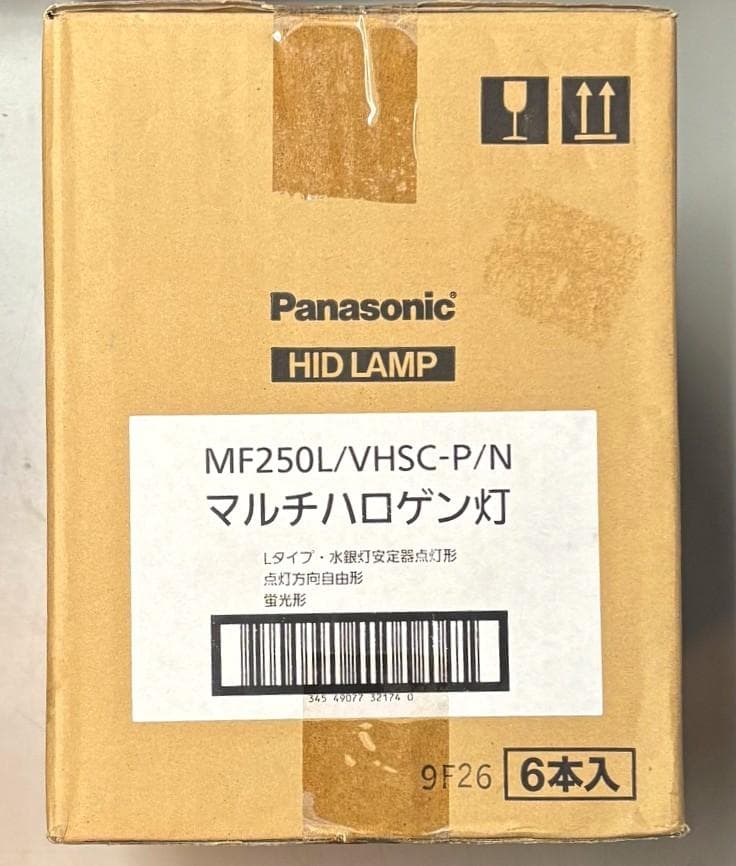 Panasonic®
HID LAMP
MF250L/VHSC-P/N
マルチハロゲン灯
Lタイプ・水銀灯安定器点灯形
点灯方向自由形
蛍光形
345 49077 32174 0
9F26 6本入